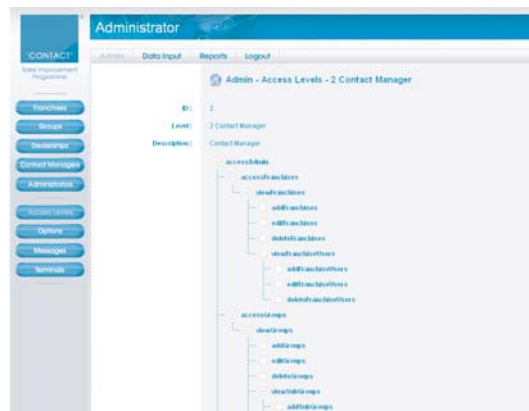 Administrator
'CONTACT'
Sales Improvement
Programme
Admin
Data Input
Reports
Logout
Franchises
Groups
Dealerships
Contact Managers
Administrators
Access Levels
Options
Messages
Terminals
Admin - Access Levels - 2 Contact Manager
ID: 2
Level: 2 Contact Manager
Description: Contact Manager
accessAdmin
accessFranchises
viewFranchises
addFranchises
editFranchises
deleteFranchises
viewFranchiseUsers
addFranchiseUsers
editFranchiseUsers
deleteFranchiseUsers
accessGroups
viewGroups
addGroups
editGroups
deleteGroups
viewSubGroups
addSubGroups